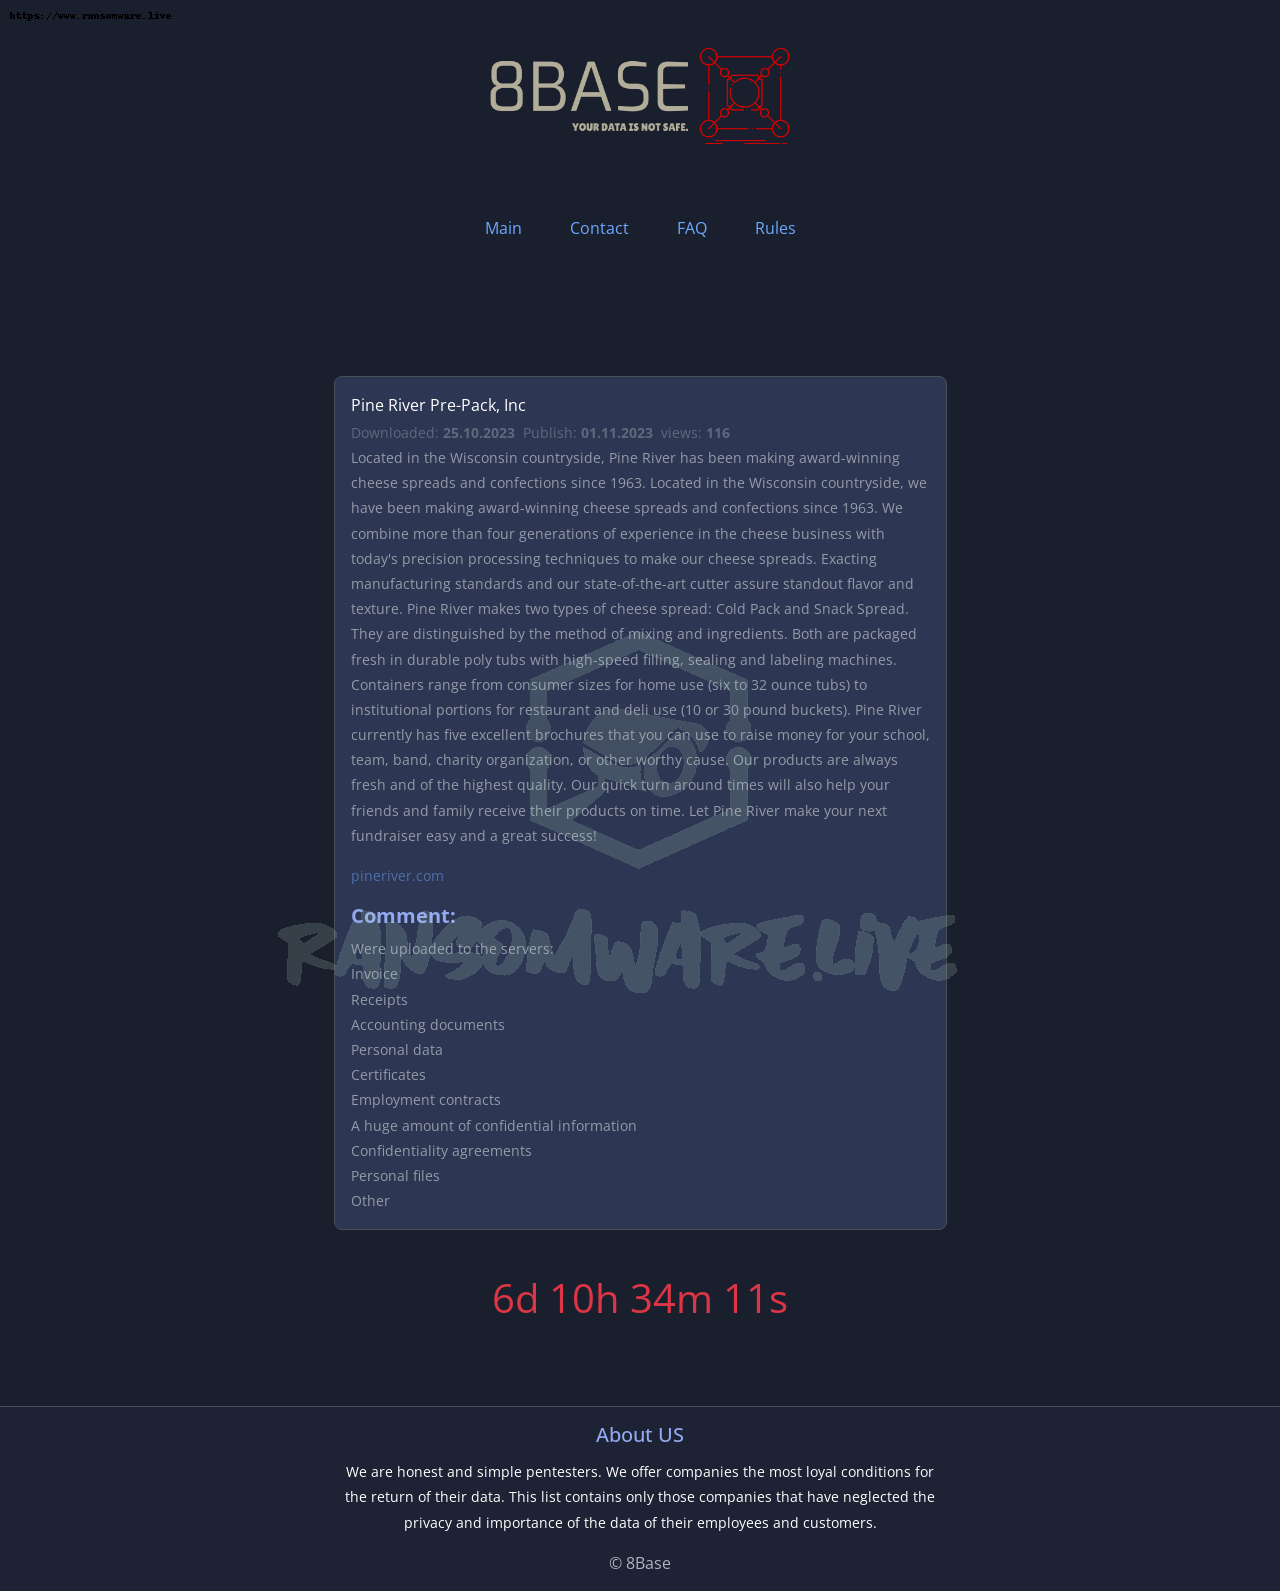 https://www.ransomware.live
8BASE
YOUR DATA IS NOT SAFE.
Main Contact FAQ Rules
Pine River Pre-Pack, Inc
Downloaded: 25.10.2023 Publish: 01.11.2023 views: 116
Located in the Wisconsin countryside, Pine River has been making award-winning
cheese spreads and confections since 1963. Located in the Wisconsin countryside, we
have been making award-winning cheese spreads and confections since 1963. We
combine more than four generations of experience in the cheese business with
today's precision processing techniques to make our cheese spreads. Exacting
manufacturing standards and our state-of-the-art cutter assure standout flavor and
texture. Pine River makes two types of cheese spread: Cold Pack and Snack Spread.
They are distinguished by the method of mixing and ingredients. Both are packaged
fresh in durable poly tubs with high-speed filling, sealing and labeling machines.
Containers range from consumer sizes for home use (six to 32 ounce tubs) to
institutional portions for restaurant and deli use (10 or 30 pound buckets). Pine River
currently has five excellent brochures that you can use to raise money for your school,
team, band, charity organization, or other worthy cause. Our products are always
fresh and of the highest quality. Our quick turn around times will also help your
friends and family receive their products on time. Let Pine River make your next
fundraiser easy and a great success!
pineriver.com
Comment:
RANSOMWARE.LIVE
Were uploaded to the servers:
Invoice
Receipts
Accounting documents
Personal data
Certificates
Employment contracts
A huge amount of confidential information
Confidentiality agreements
Personal files
Other
6d 10h 34m 11s
About US
We are honest and simple pentesters. We offer companies the most loyal conditions for
the return of their data. This list contains only those companies that have neglected the
privacy and importance of the data of their employees and customers.
© 8Base